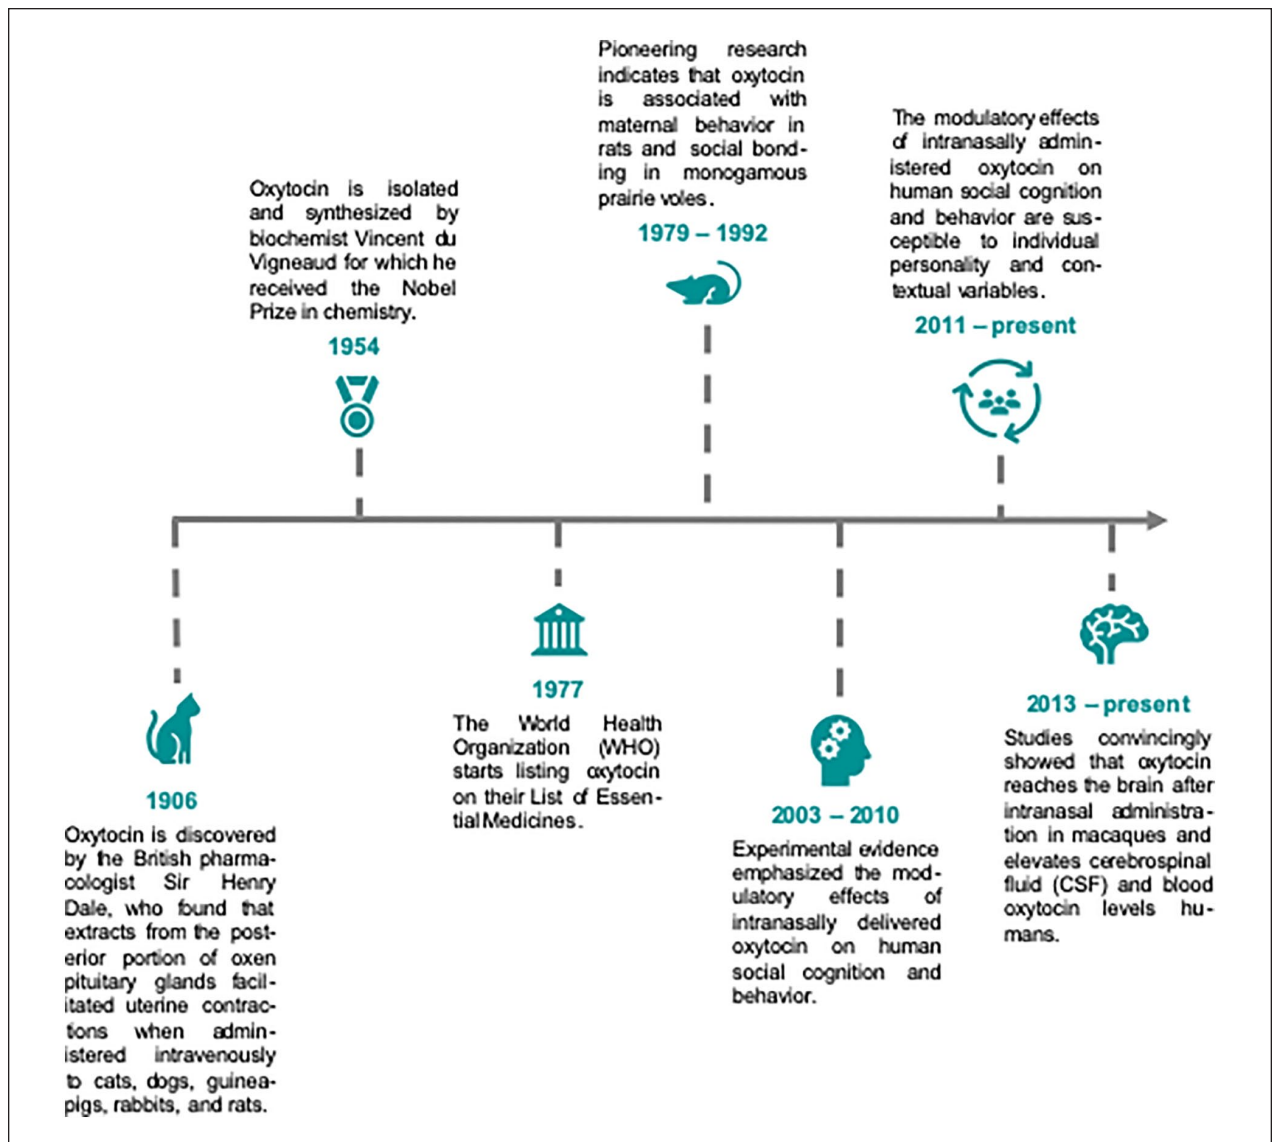 Pioneering research
indicates that oxytocin
is associated with
maternal behavior in
rats and social bond-
ing in monogamous
prairie voles.
1979 – 1992
The modulatory effects
of intranasally admin-
istered oxytocin on
human social cognition
and behavior are sus-
ceptible to individual
personality and con-
textual variables.
2011 – present
Oxytocin is isolated
and synthesized by
biochemist Vincent du
Vigneaud for which he
received the Nobel
Prize in chemistry.
1954
1906
Oxytocin is discovered
by the British pharma-
cologist Sir Henry
Dale, who found that
extracts from the post-
erior portion of oxen
pituitary glands facil-
itated uterine contrac-
tions when admin-
istered intravenously
to cats, dogs, guinea-
pigs, rabbits, and rats.
1977
The World Health
Organization (WHO)
starts listing oxytocin
on their List of Essen-
tial Medicines.
2003 – 2010
Experimental evidence
emphasized the mod-
ulatory effects of
intranasally delivered
oxytocin on human
social cognition and
behavior.
2013 – present
Studies convincingly
showed that oxytocin
reaches the brain after
intranasal administra-
tion in macaques and
elevates cerebrospinal
fluid (CSF) and blood
oxytocin levels hu-
mans.